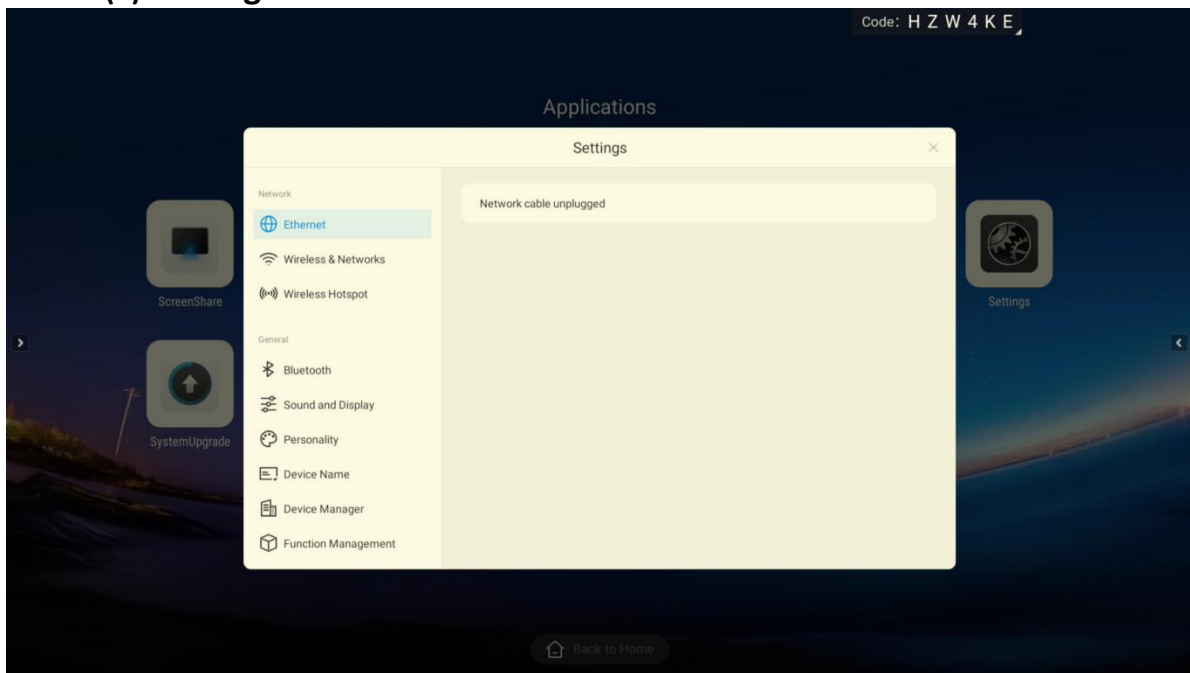 Code: H Z W 4 K E
Applications
Settings
Network
Ethernet
Wireless & Networks
Wireless Hotspot
General
Bluetooth
Sound and Display
Personality
Device Name
Device Manager
Function Management
Network cable unplugged
ScreenShare
Settings
SystemUpgrade
Back to Home